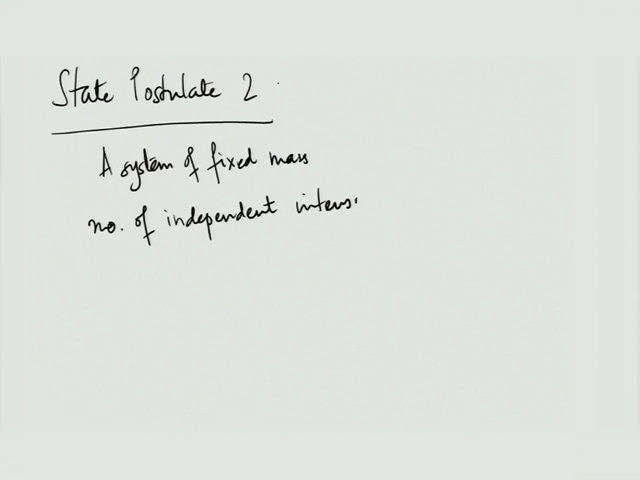 State Postulate 2
A system of fixed mass
no. of independent intens.